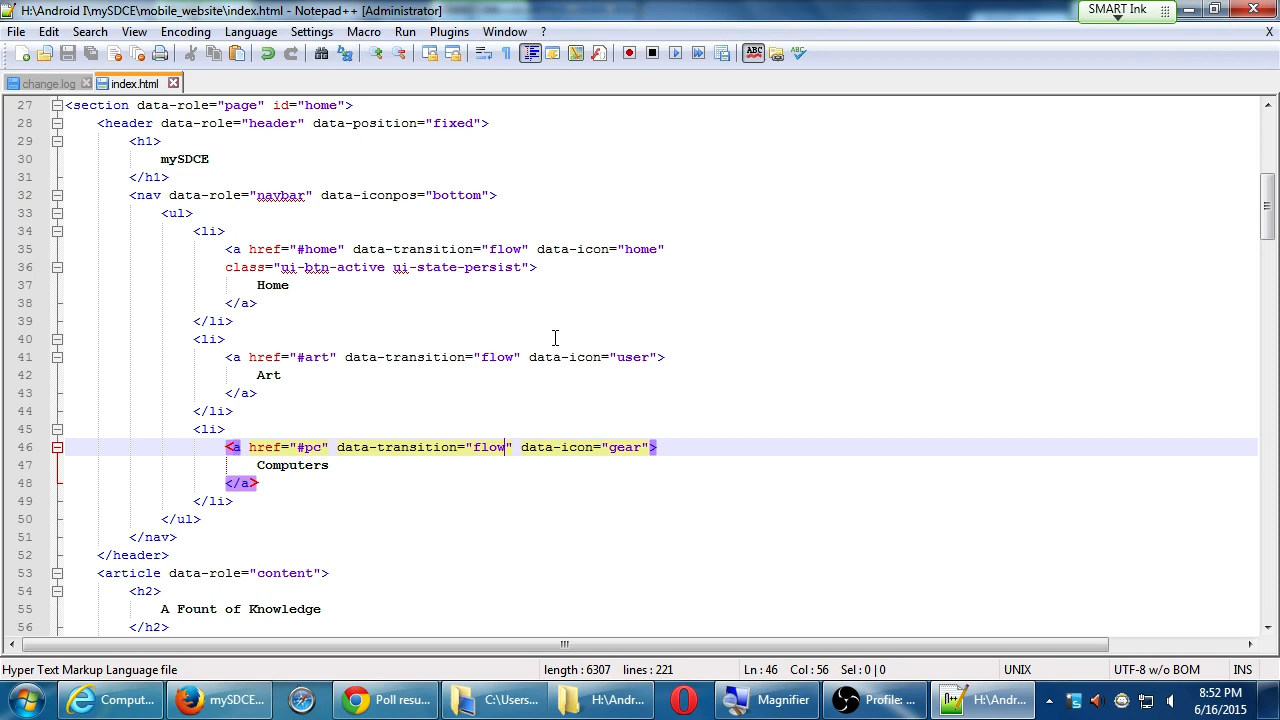 H:\Android I\mySDCE\mobile_website\index.html - Notepad++ [Administrator]
SMART Ink
File Edit Search View Encoding Language Settings Macro Run Plugins Window ? X
change.log index.html
27 <section data-role="page" id="home">
28 <header data-role="header" data-position="fixed">
29 <h1>
30 mySDCE
31 </h1>
32 <nav data-role="navbar" data-iconpos="bottom">
33 <ul>
34 <li>
35 <a href="#home" data-transition="flow" data-icon="home"
36 class="ui-btn-active ui-state-persist">
37 Home
38 </a>
39 </li>
40 <li>
41 <a href="#art" data-transition="flow" data-icon="user">
42 Art
43 </a>
44 </li>
45 <li>
46 <a href="#pc" data-transition="flow" data-icon="gear">
47 Computers
48 </a>
49 </li>
50 </ul>
51 </nav>
52 </header>
53 <article data-role="content">
54 <h2>
55 A Fount of Knowledge
56 </h2>
Hyper Text Markup Language file length : 6307 lines : 221 Ln : 46 Col : 56 Sel : 0 | 0 UNIX UTF-8 w/o BOM INS
Comput... mySDCE... Poll resu... C:\Users... H:\Andr... Magnifier Profile: ... H:\Andr... 8:52 PM
6/16/2015